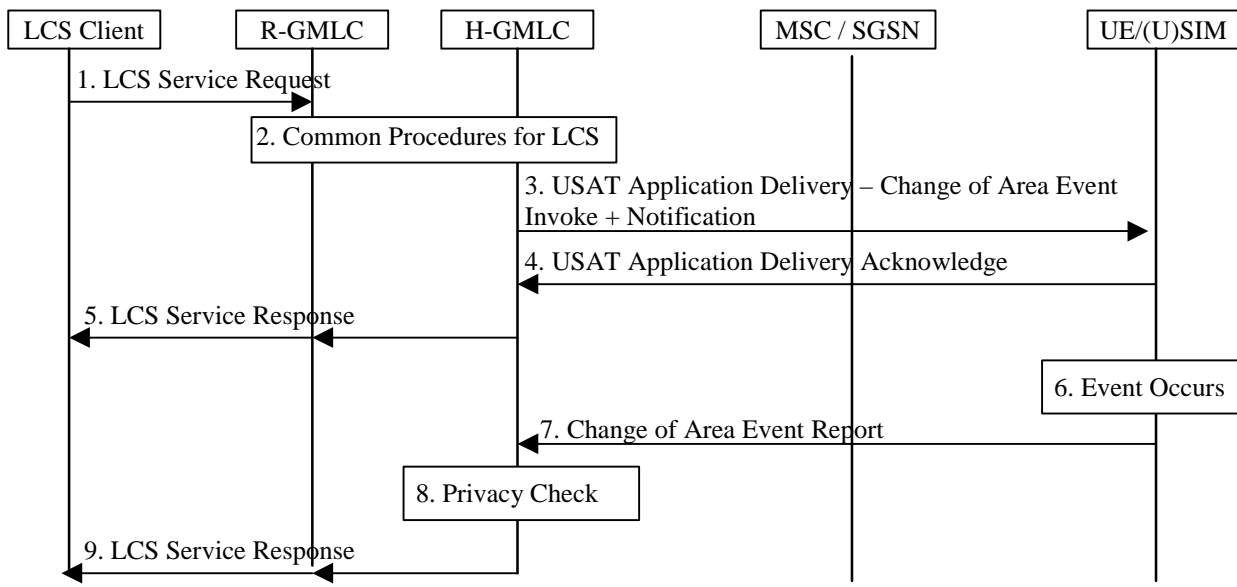 LCS Client
R-GMLC
H-GMLC
MSC / SGSN
UE/(U)SIM
1. LCS Service Request
2. Common Procedures for LCS
3. USAT Application Delivery – Change of Area Event
Invoke + Notification
4. USAT Application Delivery Acknowledge
5. LCS Service Response
6. Event Occurs
7. Change of Area Event Report
8. Privacy Check
9. LCS Service Response